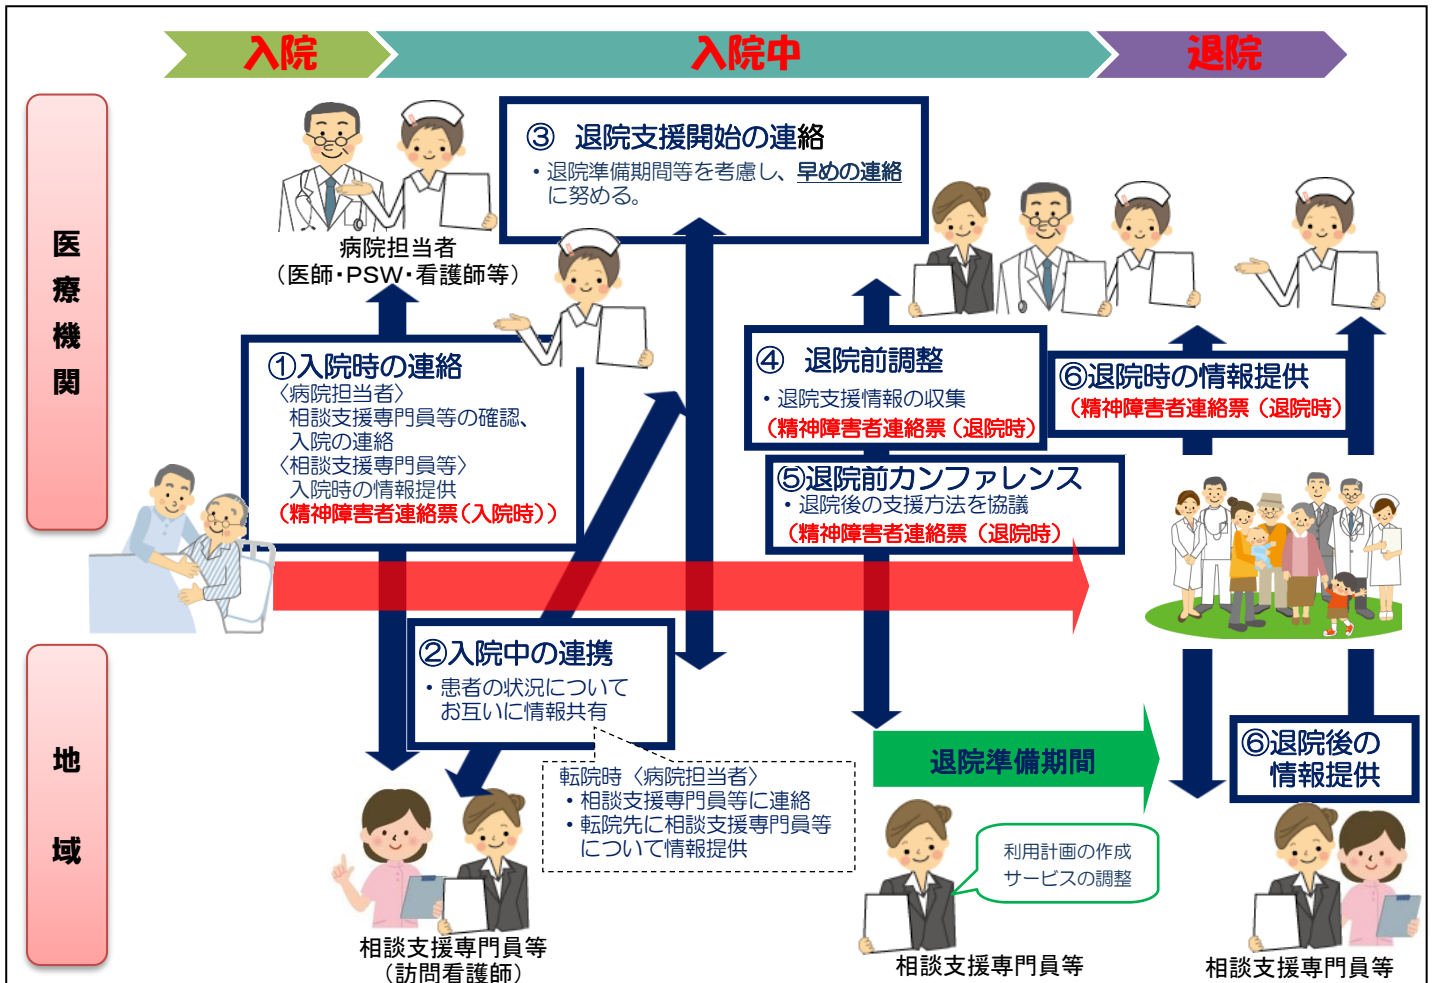 入院
入院中
退院
医療機関
病院担当者
（医師・PSW・看護師等）
③ 退院支援開始の連絡
・退院準備期間等を考慮し、早めの連絡
に努める。
①入院時の連絡
〈病院担当者〉
相談支援専門員等の確認、
入院の連絡
〈相談支援専門員等〉
入院時の情報提供
（精神障害者連絡票（入院時））
④ 退院前調整
・退院支援情報の収集
（精神障害者連絡票（退院時）
⑤退院前カンファレンス
・退院後の支援方法を協議
（精神障害者連絡票（退院時）
⑥退院時の情報提供
（精神障害者連絡票（退院時）
地域
②入院中の連携
・患者の状況について
お互いに情報共有
転院時〈病院担当者〉
・相談支援専門員等に連絡
・転院先に相談支援専門員等
について情報提供
退院準備期間
⑥退院後の
情報提供
利用計画の作成
サービスの調整
相談支援専門員等
（訪問看護師）
相談支援専門員等
相談支援専門員等